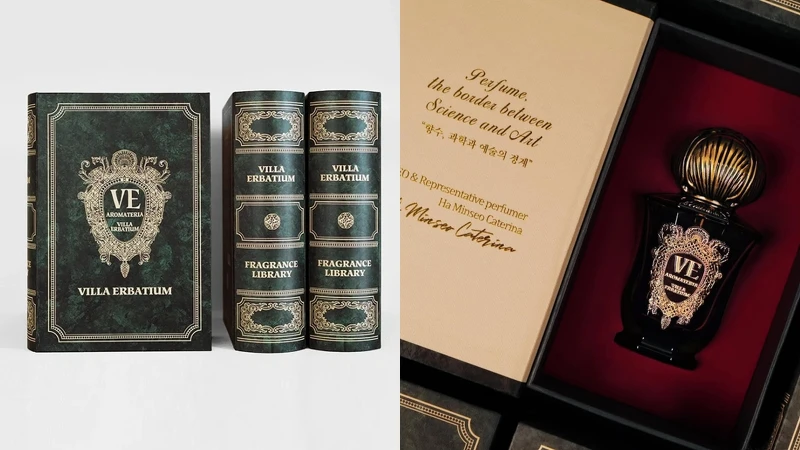 VE
AROMATERIA
VILLA
ERBATIUM
VILLA ERBATIUM
VILLA
ERBATIUM
FRAGRANCE
LIBRARY
VILLA
ERBATIUM
FRAGRANCE
LIBRARY
Perfume,
the border between
Science and Art
"향수, 과학과 예술의 경계"
& Representative perfumer
Ha Minseo Caterina
Minseo Caterina
VE
AROMATERIA
VILLA
ERBATIUM